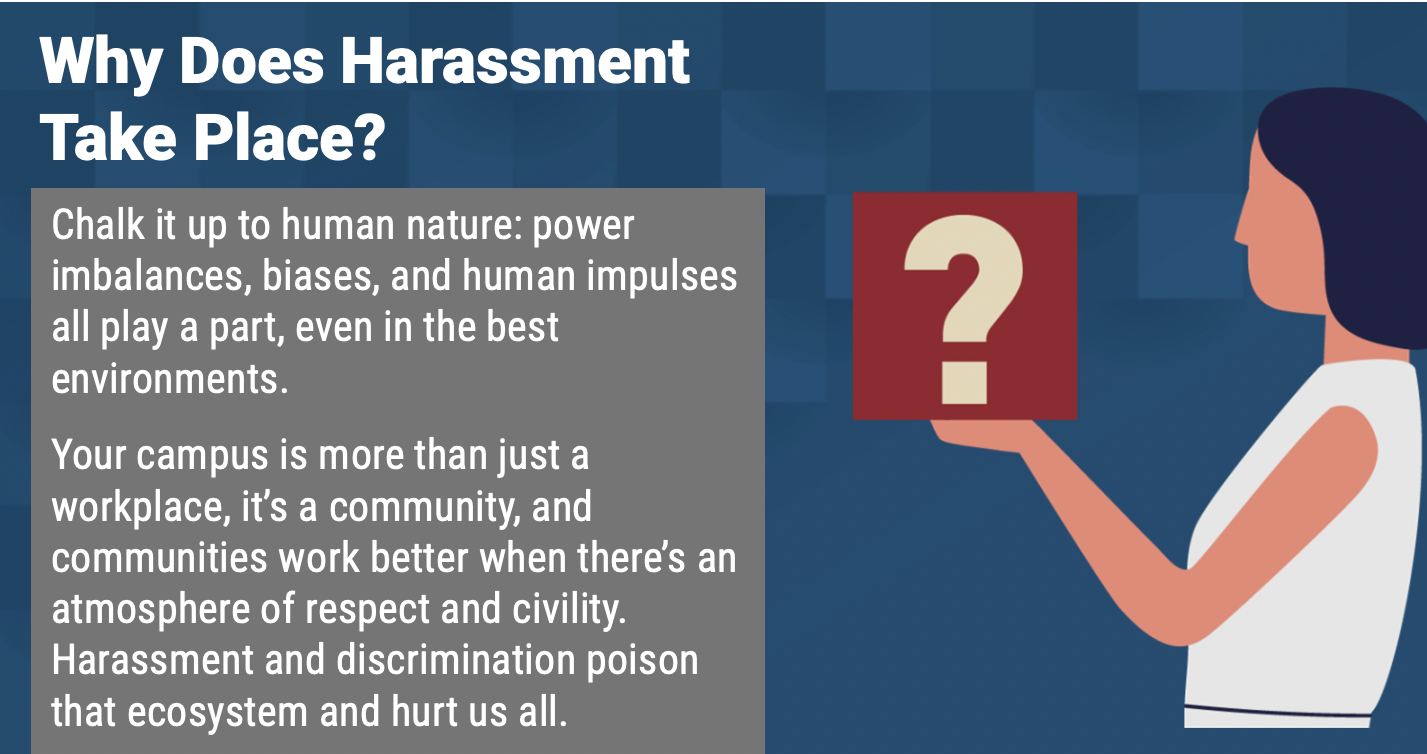 Why Does Harassment
Take Place?
Chalk it up to human nature: power
imbalances, biases, and human impulses
all play a part, even in the best
environments.
Your campus is more than just a
workplace, it’s a community, and
communities work better when there’s an
atmosphere of respect and civility.
Harassment and discrimination poison
that ecosystem and hurt us all.
?